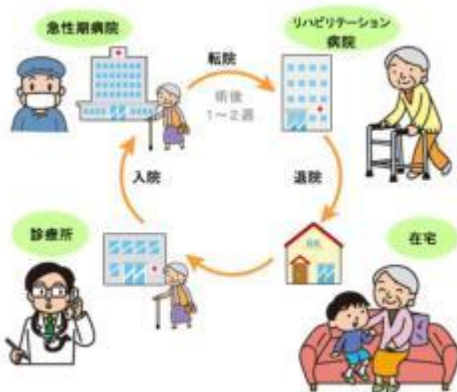 急性期病院
転院
術後
1〜2週
リハビリテーション
病院
入院
退院
診療所
在宅